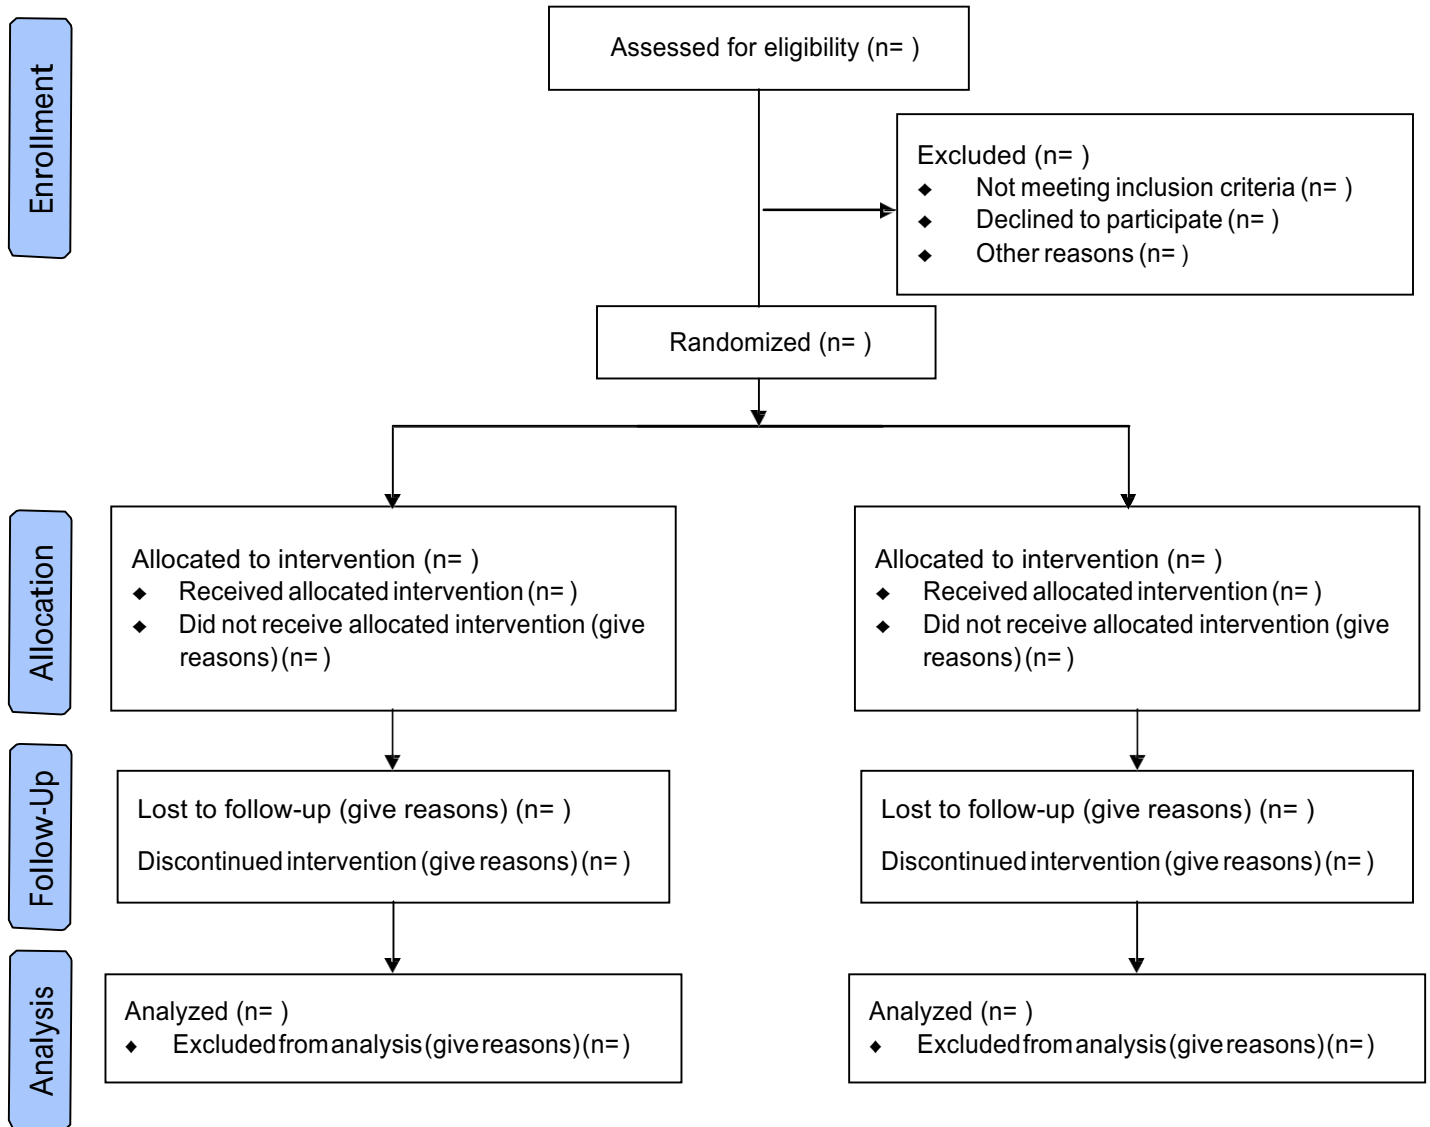 Enrollment
Assessed for eligibility (n= )
Excluded (n= )
◆ Not meeting inclusion criteria (n= )
◆ Declined to participate (n= )
◆ Other reasons (n= )
Randomized (n= )
Allocation
Allocated to intervention (n= )
◆ Received allocated intervention (n= )
◆ Did not receive allocated intervention (give
reasons) (n= )
Allocated to intervention (n= )
◆ Received allocated intervention (n= )
◆ Did not receive allocated intervention (give
reasons) (n= )
Follow-Up
Lost to follow-up (give reasons) (n= )
Discontinued intervention (give reasons) (n= )
Lost to follow-up (give reasons) (n= )
Discontinued intervention (give reasons) (n= )
Analysis
Analyzed (n= )
◆ Excluded from analysis (give reasons) (n= )
Analyzed (n= )
◆ Excluded from analysis (give reasons) (n= )